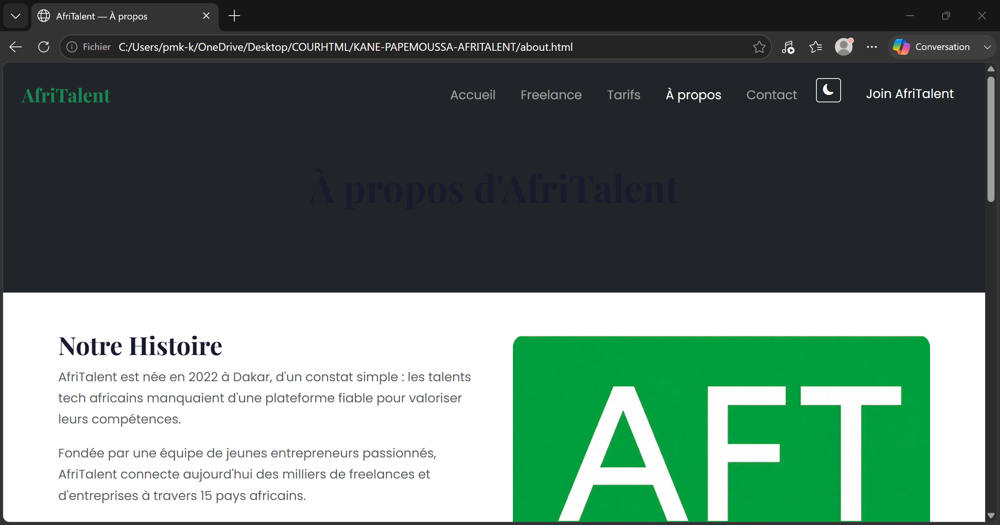 AfriTalent — À propos
Fichier C:/Users/pmk-k/OneDrive/Desktop/COURHTML/KANE-PAPEMOUSSA-AFRITALENT/about.html
Conversation
AfriTalent Accueil Freelance Tarifs À propos Contact Join AfriTalent
À propos d'AfriTalent
Notre Histoire
AfriTalent est née en 2022 à Dakar, d'un constat simple : les talents
tech africains manquaient d'une plateforme fiable pour valoriser
leurs compétences.
Fondée par une équipe de jeunes entrepreneurs passionnés,
AfriTalent connecte aujourd'hui des milliers de freelances et
d'entreprises à travers 15 pays africains.
AFT